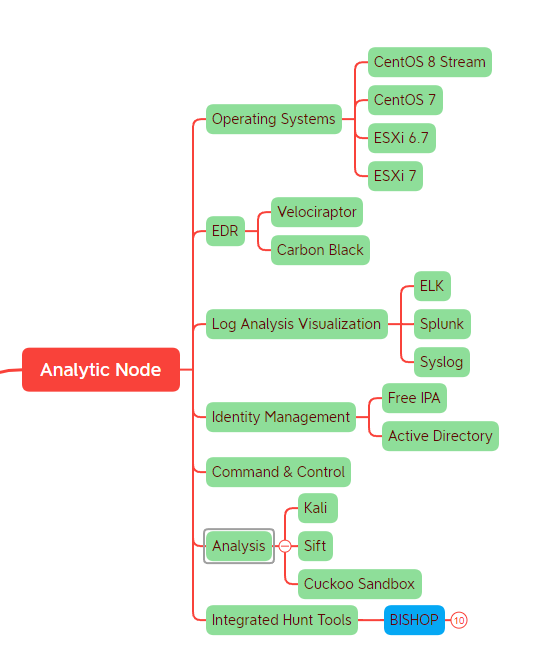 Analytic Node
Operating Systems
CentOS 8 Stream
CentOS 7
ESXi 6.7
ESXi 7
EDR
Velociraptor
Carbon Black
Log Analysis Visualization
ELK
Splunk
Syslog
Identity Management
Free IPA
Active Directory
Command & Control
Analysis
Kali
Sift
Cuckoo Sandbox
Integrated Hunt Tools
BISHOP
10